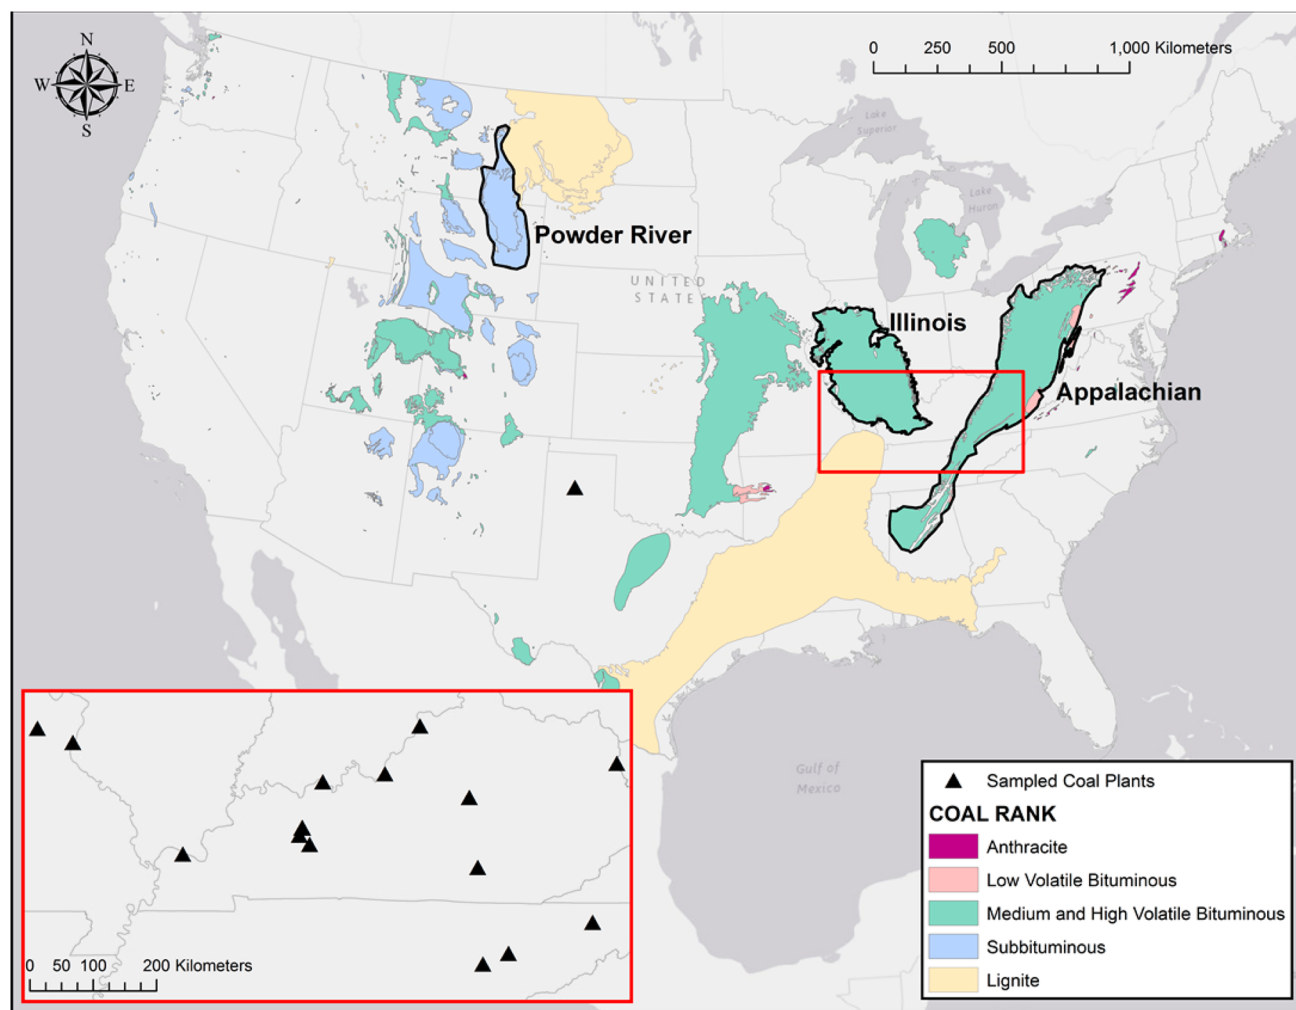 N
W E
S
0 250 500 1,000 Kilometers
Lake
Superior
Lake
Huron
Powder River
UNITED
STATES
Illinois
Appalachian
Gulf of
Mexico
0 50 100 200 Kilometers
Sampled Coal Plants
COAL RANK
Anthracite
Low Volatile Bituminous
Medium and High Volatile Bituminous
Subbituminous
Lignite